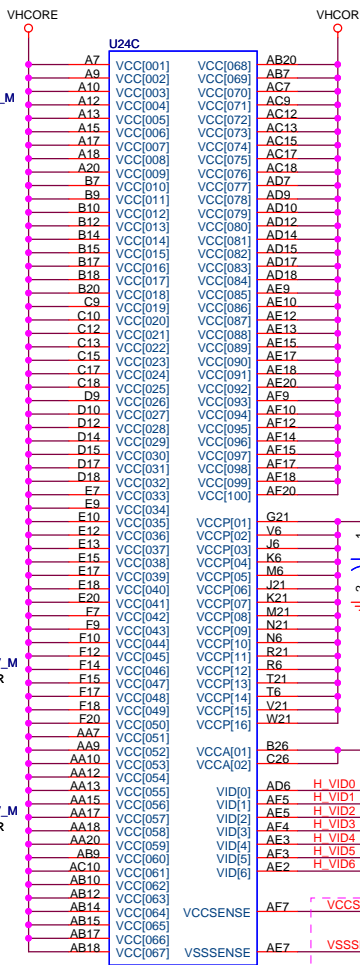 VHCORE VHCOR
U24C
A7 VCC[001] VCC[068] AB20
A9 VCC[002] VCC[069] AB7
A10 VCC[003] VCC[070] AC7
_M
A12 VCC[004] VCC[071] AC9
A13 VCC[005] VCC[072] AC12
A15 VCC[006] VCC[073] AC13
A17 VCC[007] VCC[074] AC15
A18 VCC[008] VCC[075] AC17
A20 VCC[009] VCC[076] AC18
B7 VCC[010] VCC[077] AD7
B9 VCC[011] VCC[078] AD9
B10 VCC[012] VCC[079] AD10
B12 VCC[013] VCC[080] AD12
B14 VCC[014] VCC[081] AD14
B15 VCC[015] VCC[082] AD15
B17 VCC[016] VCC[083] AD17
B18 VCC[017] VCC[084] AD18
B20 VCC[018] VCC[085] AE9
C9 VCC[019] VCC[086] AE10
C10 VCC[020] VCC[087] AE12
C12 VCC[021] VCC[088] AE13
C13 VCC[022] VCC[089] AE15
C15 VCC[023] VCC[090] AE17
C17 VCC[024] VCC[091] AE18
C18 VCC[025] VCC[092] AE20
D9 VCC[026] VCC[093] AF9
D10 VCC[027] VCC[094] AF10
D12 VCC[028] VCC[095] AF12
D14 VCC[029] VCC[096] AF14
D15 VCC[030] VCC[097] AF15
D17 VCC[031] VCC[098] AF17
D18 VCC[032] VCC[099] AF18
E7 VCC[033] VCC[100] AF20
E9 VCC[034]
E10 VCC[035] VCCP[01] G21
E12 VCC[036] VCCP[02] V6
E13 VCC[037] VCCP[03] J6
E15 VCC[038] VCCP[04] K6
E17 VCC[039] VCCP[05] M6
E18 VCC[040] VCCP[06] J21
E20 VCC[041] VCCP[07] K21
F7 VCC[042] VCCP[08] M21
F9 VCC[043] VCCP[09] N21
F10 VCC[044] VCCP[10] N6
F12 VCC[045] VCCP[11] R21
_M
F14 VCC[046] VCCP[12] R6
R
F15 VCC[047] VCCP[13] T21
F17 VCC[048] VCCP[14] T6
F18 VCC[049] VCCP[15] V21
F20 VCC[050] VCCP[16] W21
AA7 VCC[051]
AA9 VCC[052] VCCA[01] B26
AA10 VCC[053] VCCA[02] C26
AA12 VCC[054]
AA13 VCC[055] VID[0] AD6 H_VID0
AA15 VCC[056] VID[1] AF5 H_VID1
_M
AA17 VCC[057] VID[2] AE5 H_VID2
R
AA18 VCC[058] VID[3] AF4 H_VID3
AA20 VCC[059] VID[4] AE3 H_VID4
AB9 VCC[060] VID[5] AF3 H_VID5
AC10 VCC[061] VID[6] AE2 H_VID6
AB10 VCC[062]
AB12 VCC[063]
AB14 VCC[064] VCCSENSE AF7 VCCS
AB15 VCC[065]
AB17 VCC[066]
AB18 VCC[067] VSSSENSE AE7 VSSS